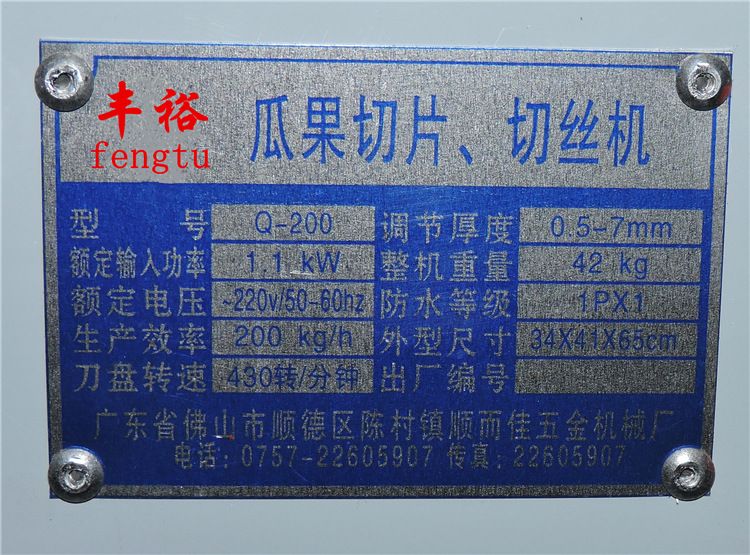 丰裕
fengtu
瓜果切片、切丝机
型号 Q-200 调节厚度 0.5-7mm
额定输入功率 1.1 kW 整机重量 42 kg
额定电压 ~220v/50-60hz 防水等级 1PX1
生产效率 200 kg/h 外型尺寸 34X41X65cm
刀盘转速 430转/分钟 出厂编号
广东省佛山市顺德区陈村镇顺而佳五金机械厂
电话: 0757-22605907 传真: 22605907